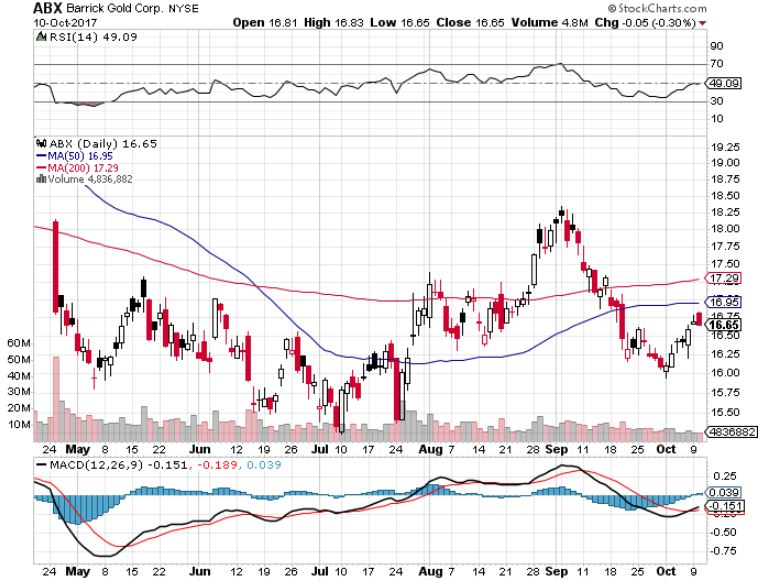 ABX Barrick Gold Corp. NYSE © StockCharts.com
10-Oct-2017 Open 16.81 High 16.83 Low 16.65 Close 16.65 Volume 4.8M Chg -0.05 (-0.30%)
RSI(14) 49.09
90
70
49.09
30
10
ABX (Daily) 16.65
MA(50) 16.95
MA(200) 17.29
Volume 4,836,882
19.25
19.00
18.75
18.50
18.25
18.00
17.75
17.50
17.29
16.95
16.75
16.65
16.50
16.25
16.00
15.75
15.50
60M
50M
40M
30M
20M
10M
4836882
24 May 8 15 22 Jun 12 19 26 Jul 10 17 24 Aug 7 14 21 28 Sep 11 18 25 Oct 9
MACD(12,26,9) -0.151, -0.189, 0.039
0.25
0.039
-0.151
-0.50
-0.75
24 May 8 15 22 Jun 12 19 26 Jul 10 17 24 Aug 7 14 21 28 Sep 11 18 25 Oct 9